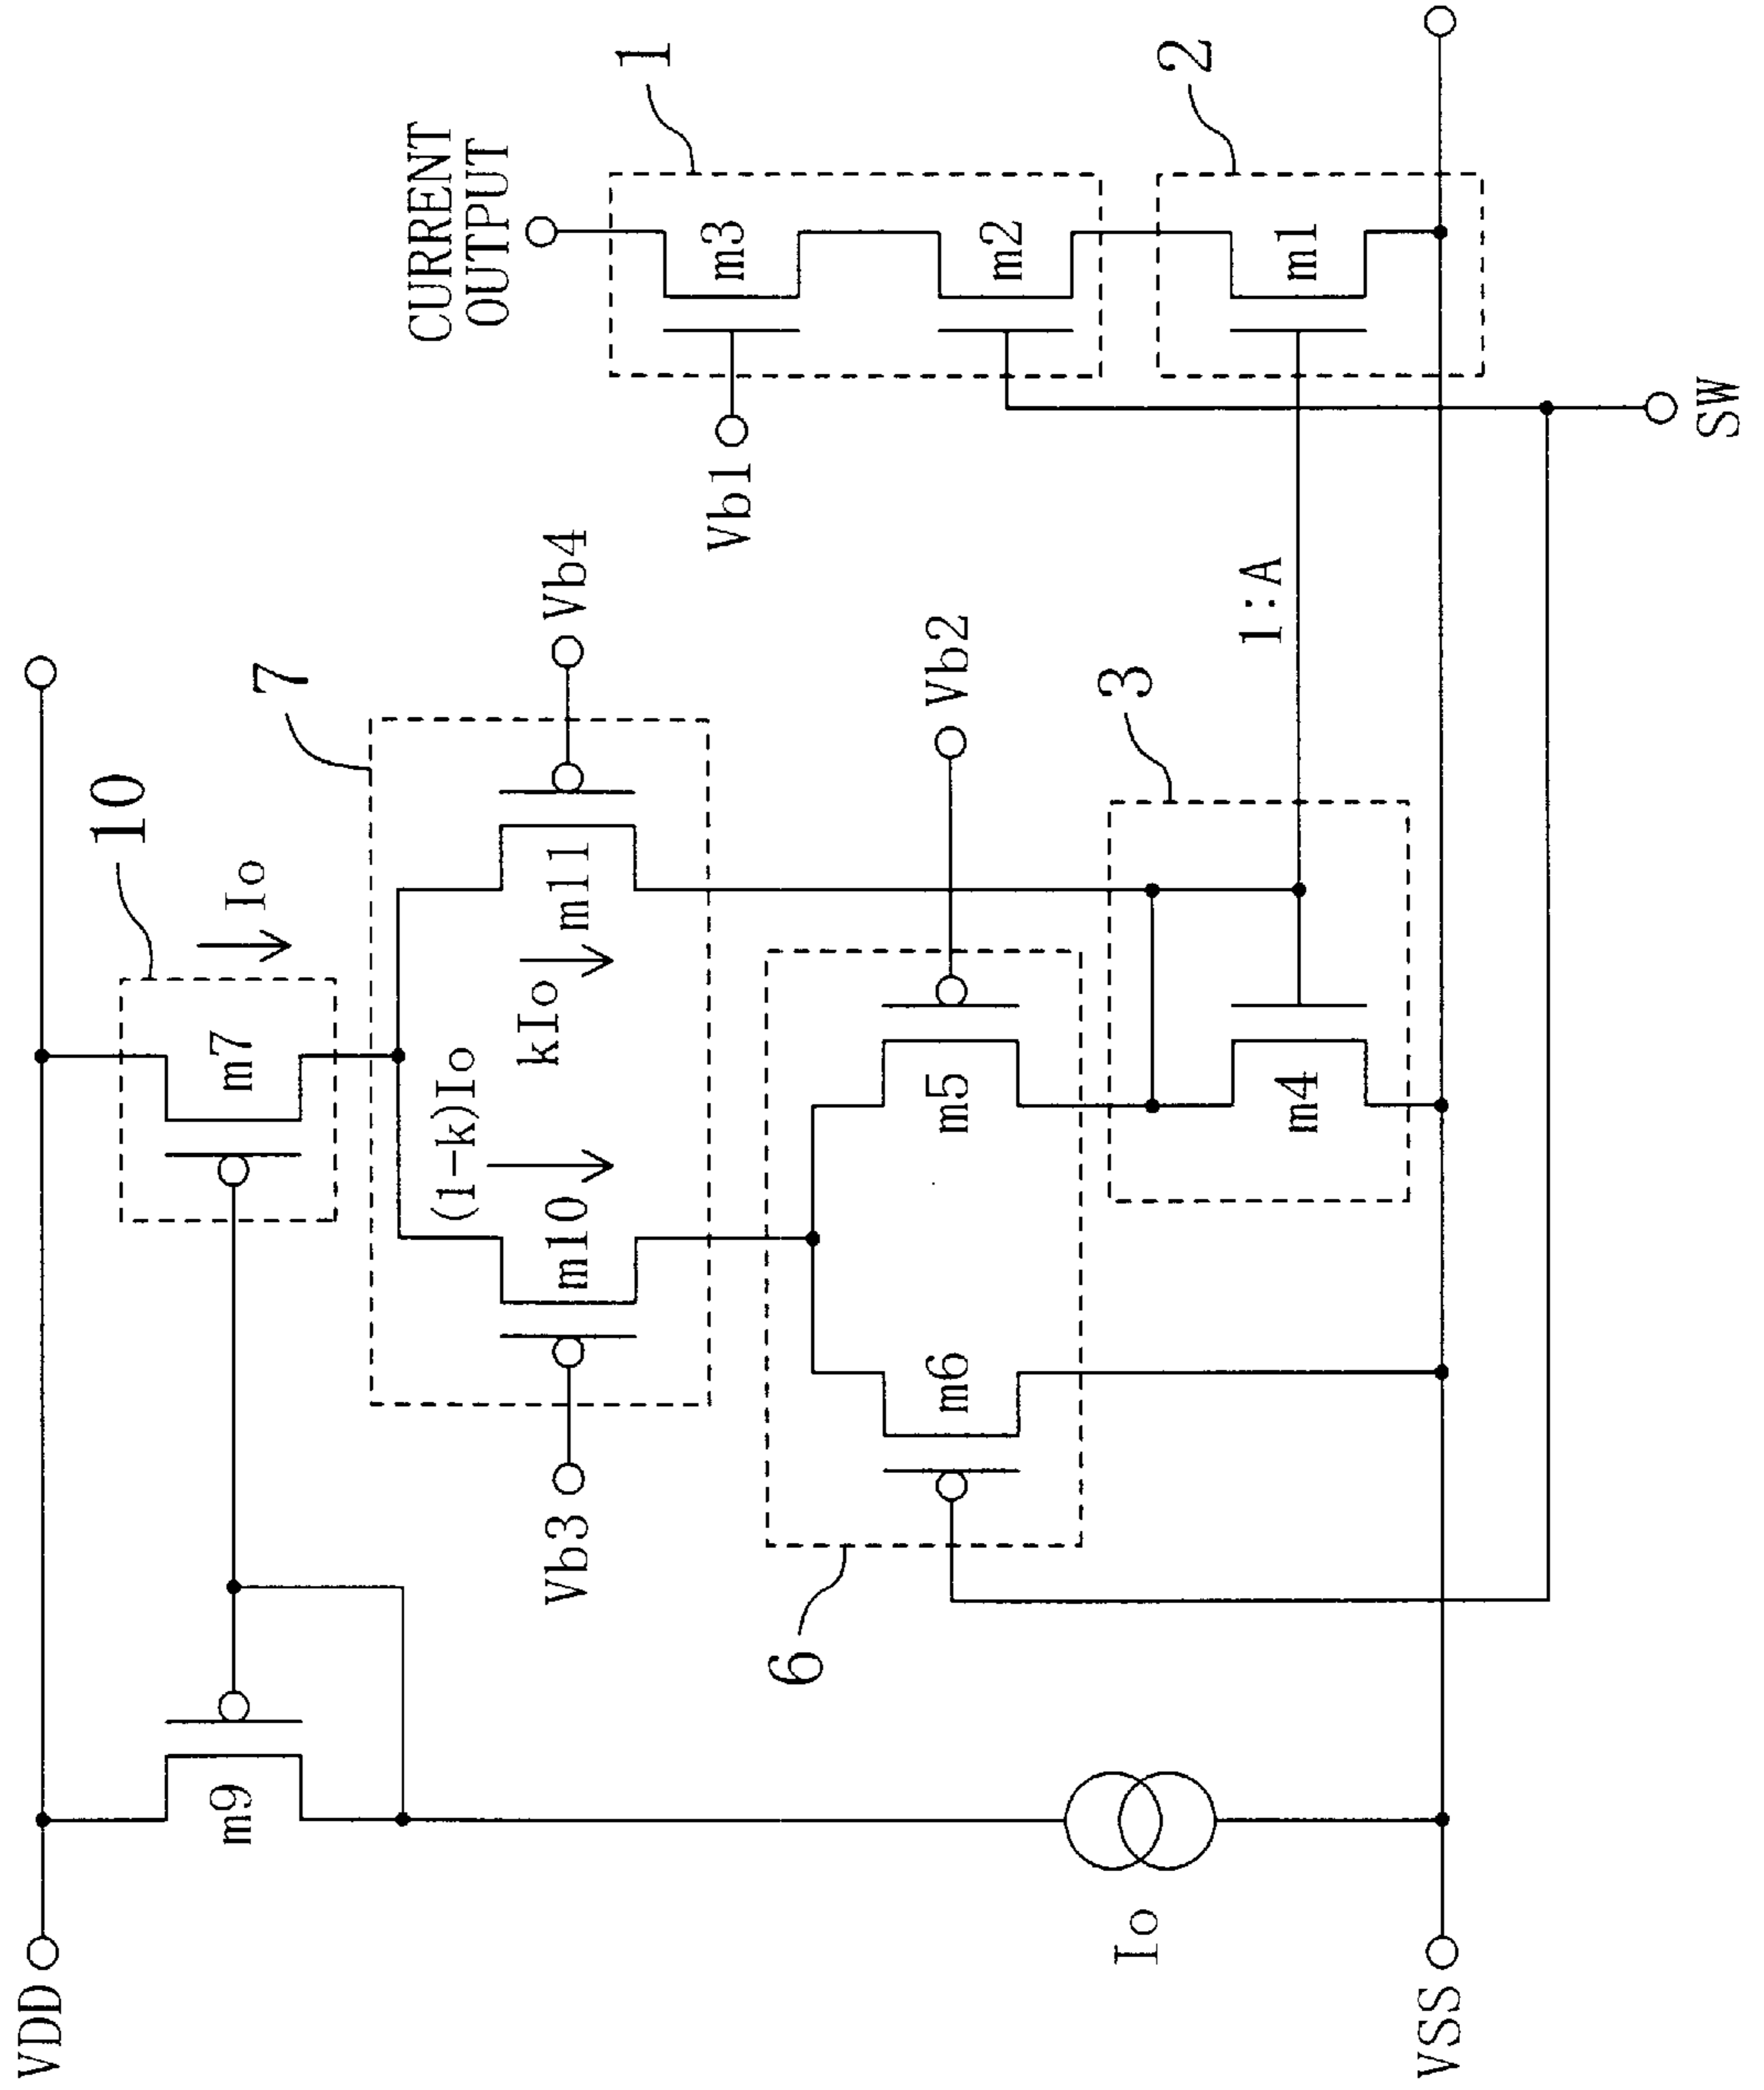 VDD
m9
10
m7
Io
7
(1-k)Io
kIo
Vb3
m10
m11
Vb4
6
m6
m5
Vb2
3
m4
1:A
CURRENT
OUTPUT
1
Vb1
m3
m2
2
m1
Io
VSS
SW